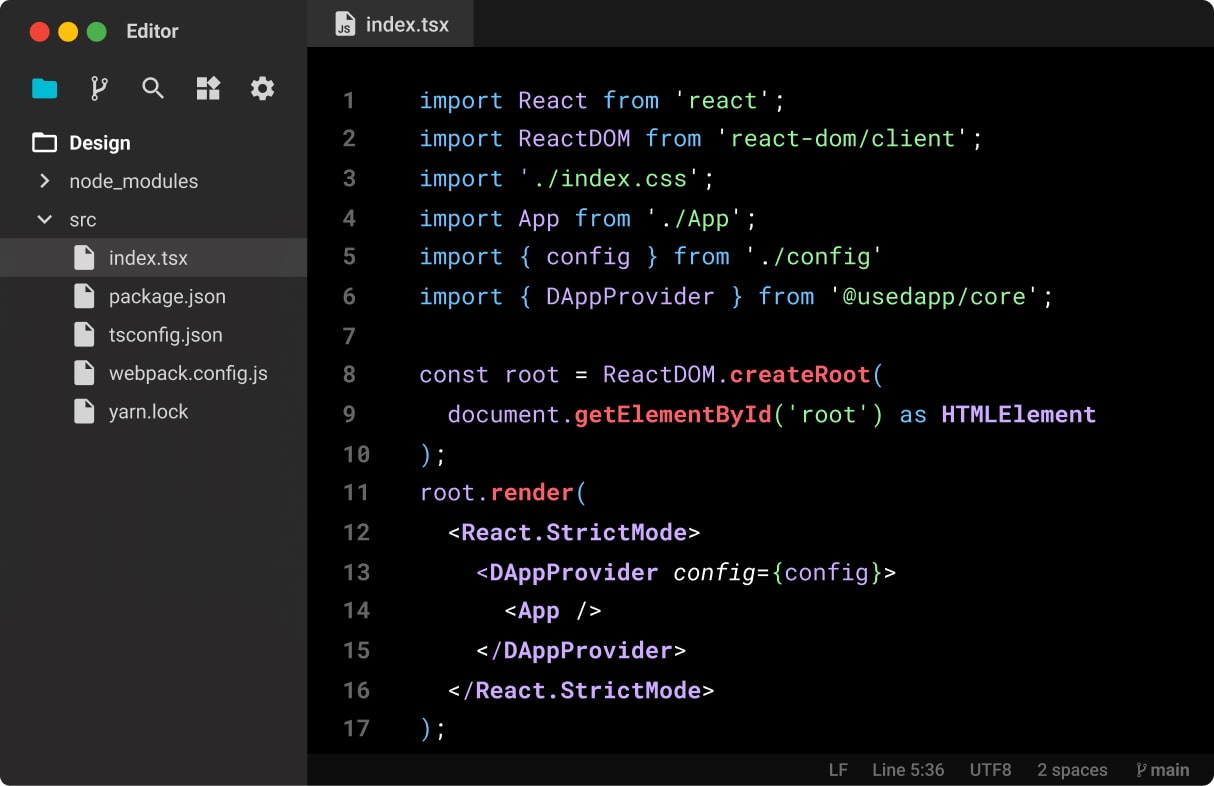 Editor
index.tsx
Design
node_modules
src
index.tsx
package.json
tsconfig.json
webpack.config.js
yarn.lock
JS
1 import React from 'react';
2 import ReactDOM from 'react-dom/client';
3 import './index.css';
4 import App from './App';
5 import { config } from './config'
6 import { DAppProvider } from '@usedapp/core';
7
8 const root = ReactDOM.createRoot(
9   document.getElementById('root') as HTMLElement
10 );
11 root.render(
12   <React.StrictMode>
13     <DAppProvider config={config}>
14       <App />
15     </DAppProvider>
16   </React.StrictMode>
17 );
LF Line 5:36 UTF8 2 spaces main